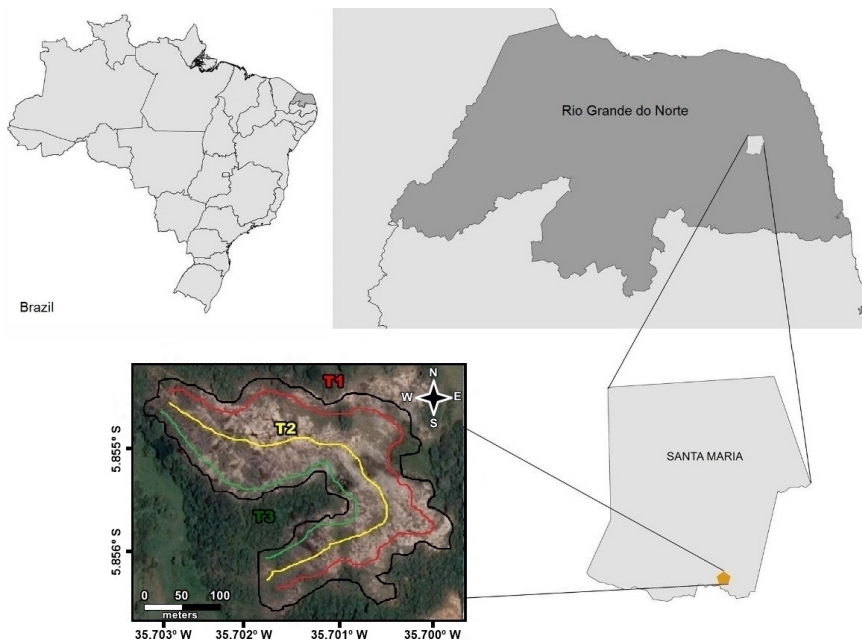 Rio Grande do Norte
Brazil
T1
N
W E
S
T2
5.855° S
SANTA MARIA
T3
5.856° S
0 50 100
meters
35.703° W 35.702° W 35.701° W 35.700° W